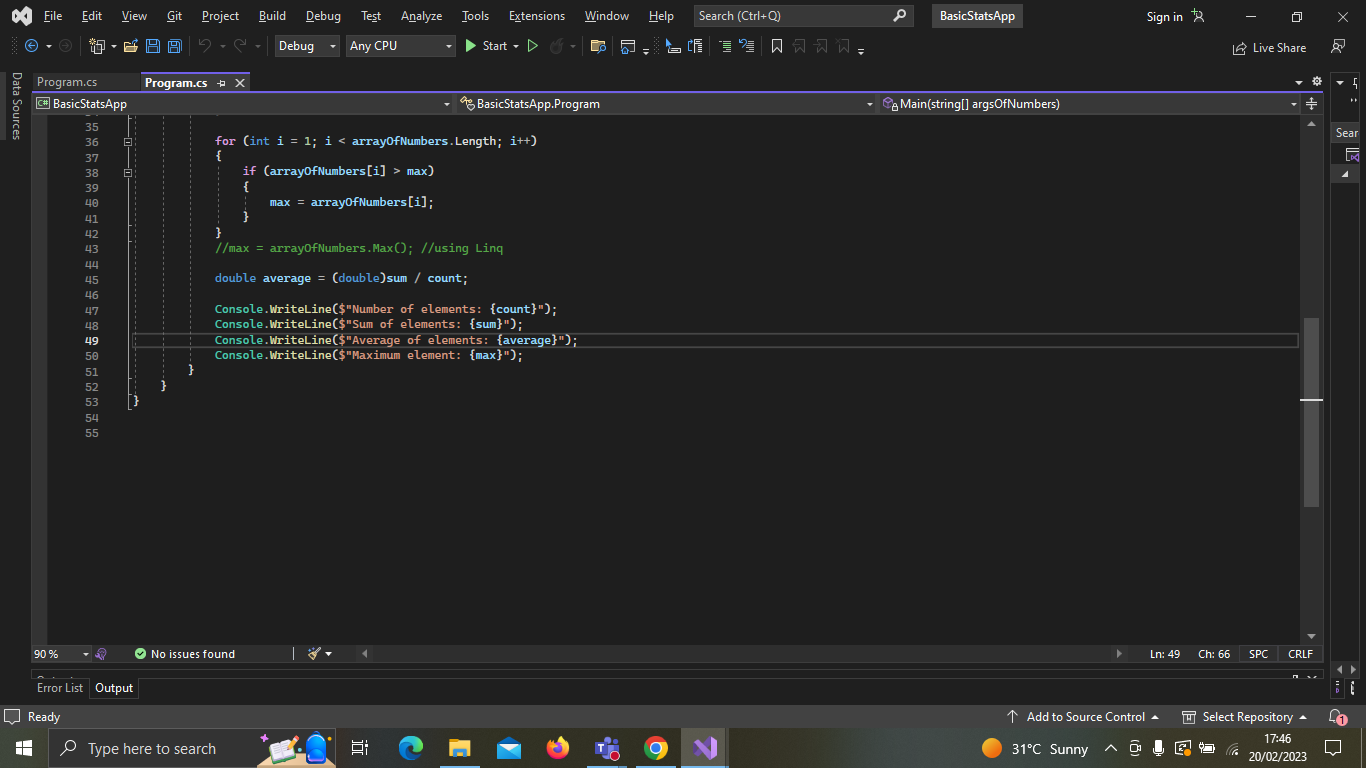 File Edit View Git Project Build Debug Test Analyze Tools Extensions Window Help Search (Ctrl+Q) BasicStatsApp Sign in
Debug Any CPU Start Live Share
Data Sources
Program.cs Program.cs
BasicStatsApp BasicStatsApp.Program Main(string[] argsOfNumbers)
Sear
35
36 for (int i = 1; i < arrayOfNumbers.Length; i++)
37 {
38 if (arrayOfNumbers[i] > max)
39 {
40 max = arrayOfNumbers[i];
41 }
42 }
43 //max = arrayOfNumbers.Max(); //using Linq
44
45 double average = (double)sum / count;
46
47 Console.WriteLine($"Number of elements: {count}");
48 Console.WriteLine($"Sum of elements: {sum}");
49 Console.WriteLine($"Average of elements: {average}");
50 Console.WriteLine($"Maximum element: {max}");
51 }
52 }
53 }
54
55
90 % No issues found Ln: 49 Ch: 66 SPC CRLF
Error List Output
Ready Add to Source Control Select Repository 1
Type here to search 31°C Sunny 17:46
20/02/2023